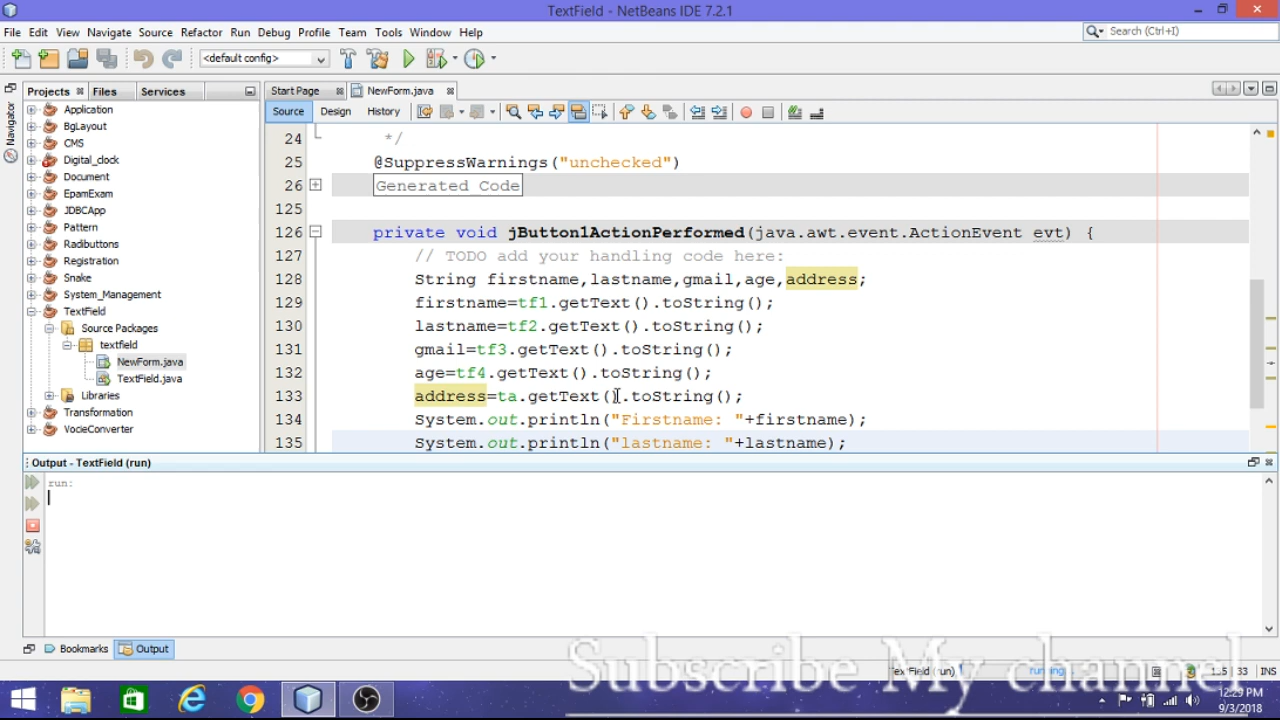 TextField - NetBeans IDE 7.2.1
File Edit View Navigate Source Refactor Run Debug Profile Team Tools Window Help
Search (Ctrl+I)
<default config>
Projects Files Services
Start Page NewForm.java
Source Design History
Navigator
Application
BgLayout
CMS
Digital_clock
Document
EpamExam
JDBCApp
Pattern
Radibuttons
Registration
Snake
System_Management
TextField
Source Packages
textfield
NewForm.java
TextField.java
Libraries
Transformation
VocieConverter
24 */
25 @SuppressWarnings("unchecked")
26 Generated Code
125
126 private void jButton1ActionPerformed(java.awt.event.ActionEvent evt) {
127 // TODO add your handling code here:
128 String firstname,lastname,gmail,age,address;
129 firstname=tf1.getText().toString();
130 lastname=tf2.getText().toString();
131 gmail=tf3.getText().toString();
132 age=tf4.getText().toString();
133 address=ta.getText().toString();
134 System.out.println("Firstname: "+firstname);
135 System.out.println("lastname: "+lastname);
Output - TextField (run)
run:
Bookmarks Output
Subscribe My channel
TextField (run) running... 33 INS
12:29 PM
9/3/2018